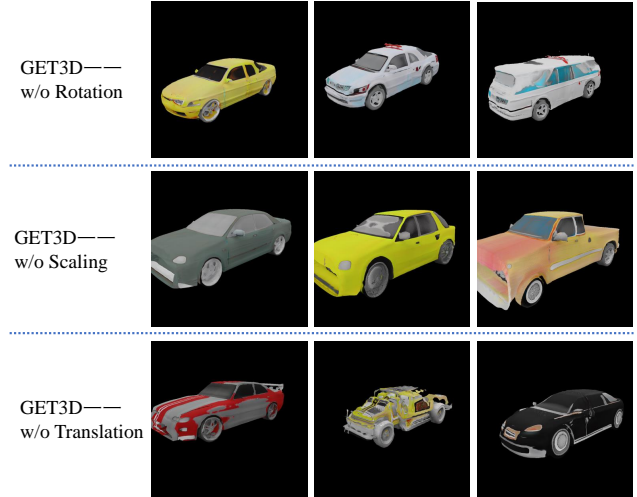 GET3D——
w/o Rotation
GET3D——
w/o Scaling
GET3D——
w/o Translation